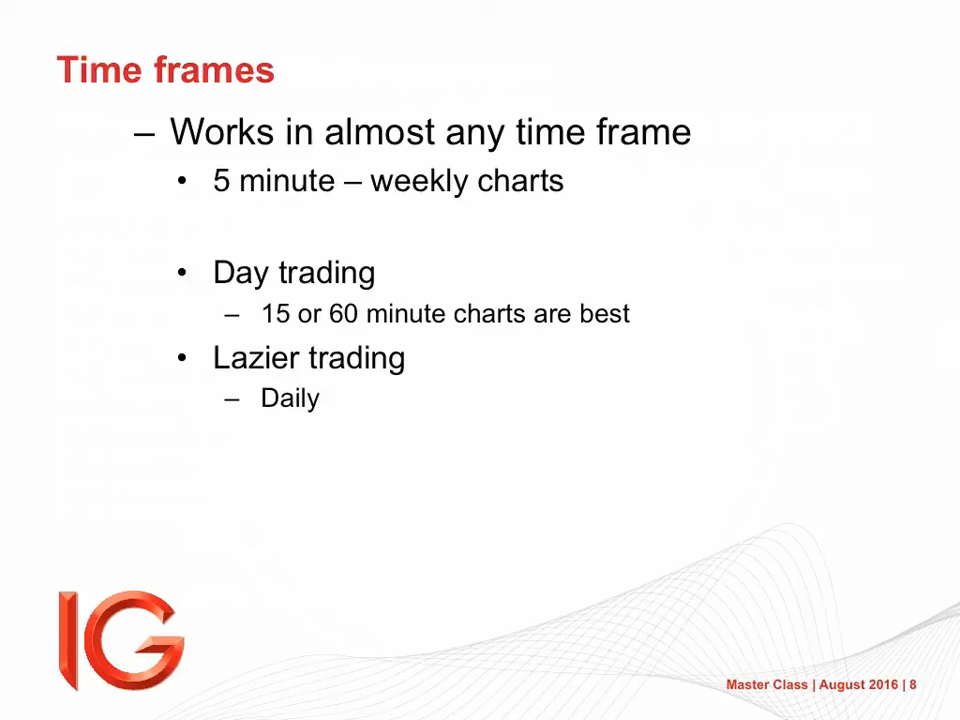 Time frames
– Works in almost any time frame
• 5 minute – weekly charts
• Day trading
– 15 or 60 minute charts are best
• Lazier trading
– Daily
IG
Master Class | August 2016 | 8